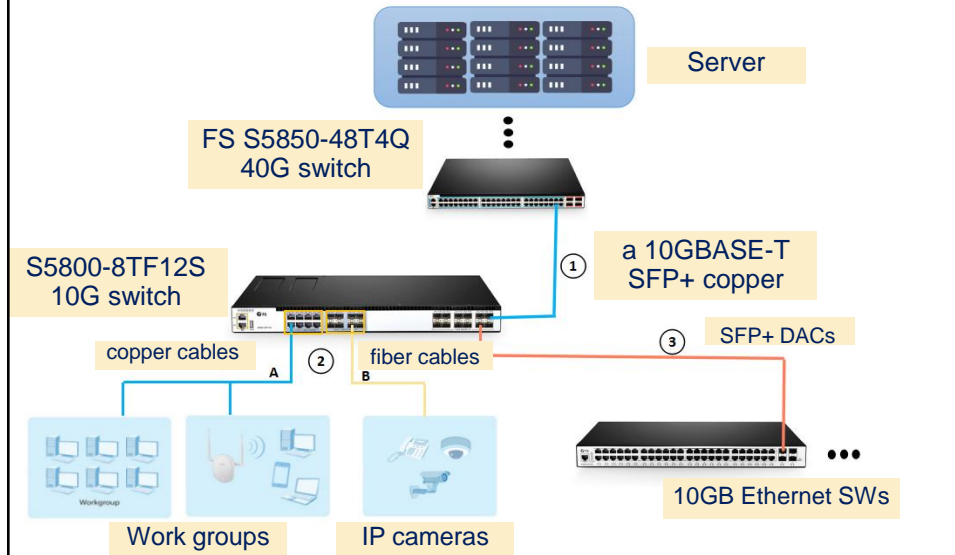 Server
FS S5850-48T4Q
40G switch
1
a 10GBASE-T
SFP+ copper
S5800-8TF12S
10G switch
copper cables
A
2
B
fiber cables
3
SFP+ DACs
Workgroup
10GB Ethernet SWs
Work groups
IP cameras